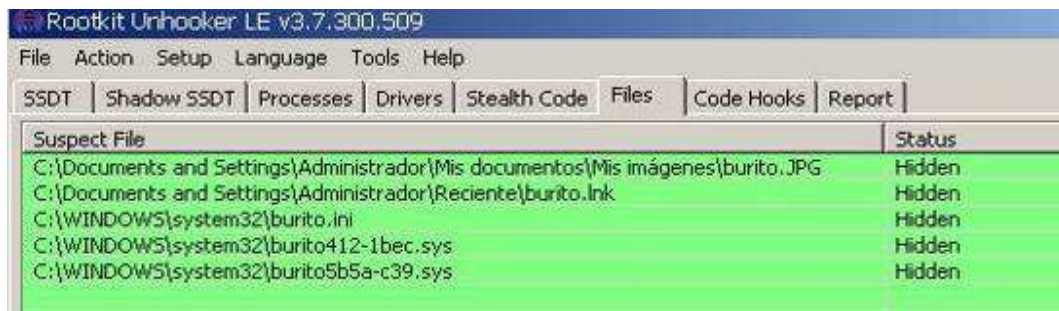 Rootkit Unhooker LE v3.7.300.509
File Action Setup Language Tools Help
SSDT Shadow SSDT Processes Drivers Stealth Code Files Code Hooks Report
Suspect File Status
C:\Documents and Settings\Administrador\Mis documentos\Mis imágenes\burito.JPG Hidden
C:\Documents and Settings\Administrador\Reciente\burito.lnk Hidden
C:\WINDOWS\system32\burito.ini Hidden
C:\WINDOWS\system32\burito412-1bec.sys Hidden
C:\WINDOWS\system32\burito5b5a-c39.sys Hidden